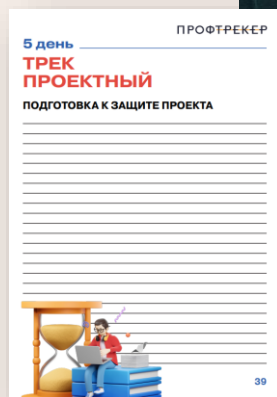 ПРОФТРЕКЕР
5 день
ТРЕК
ПРОЕКТНЫЙ
ПОДГОТОВКА К ЗАЩИТЕ ПРОЕКТА
39